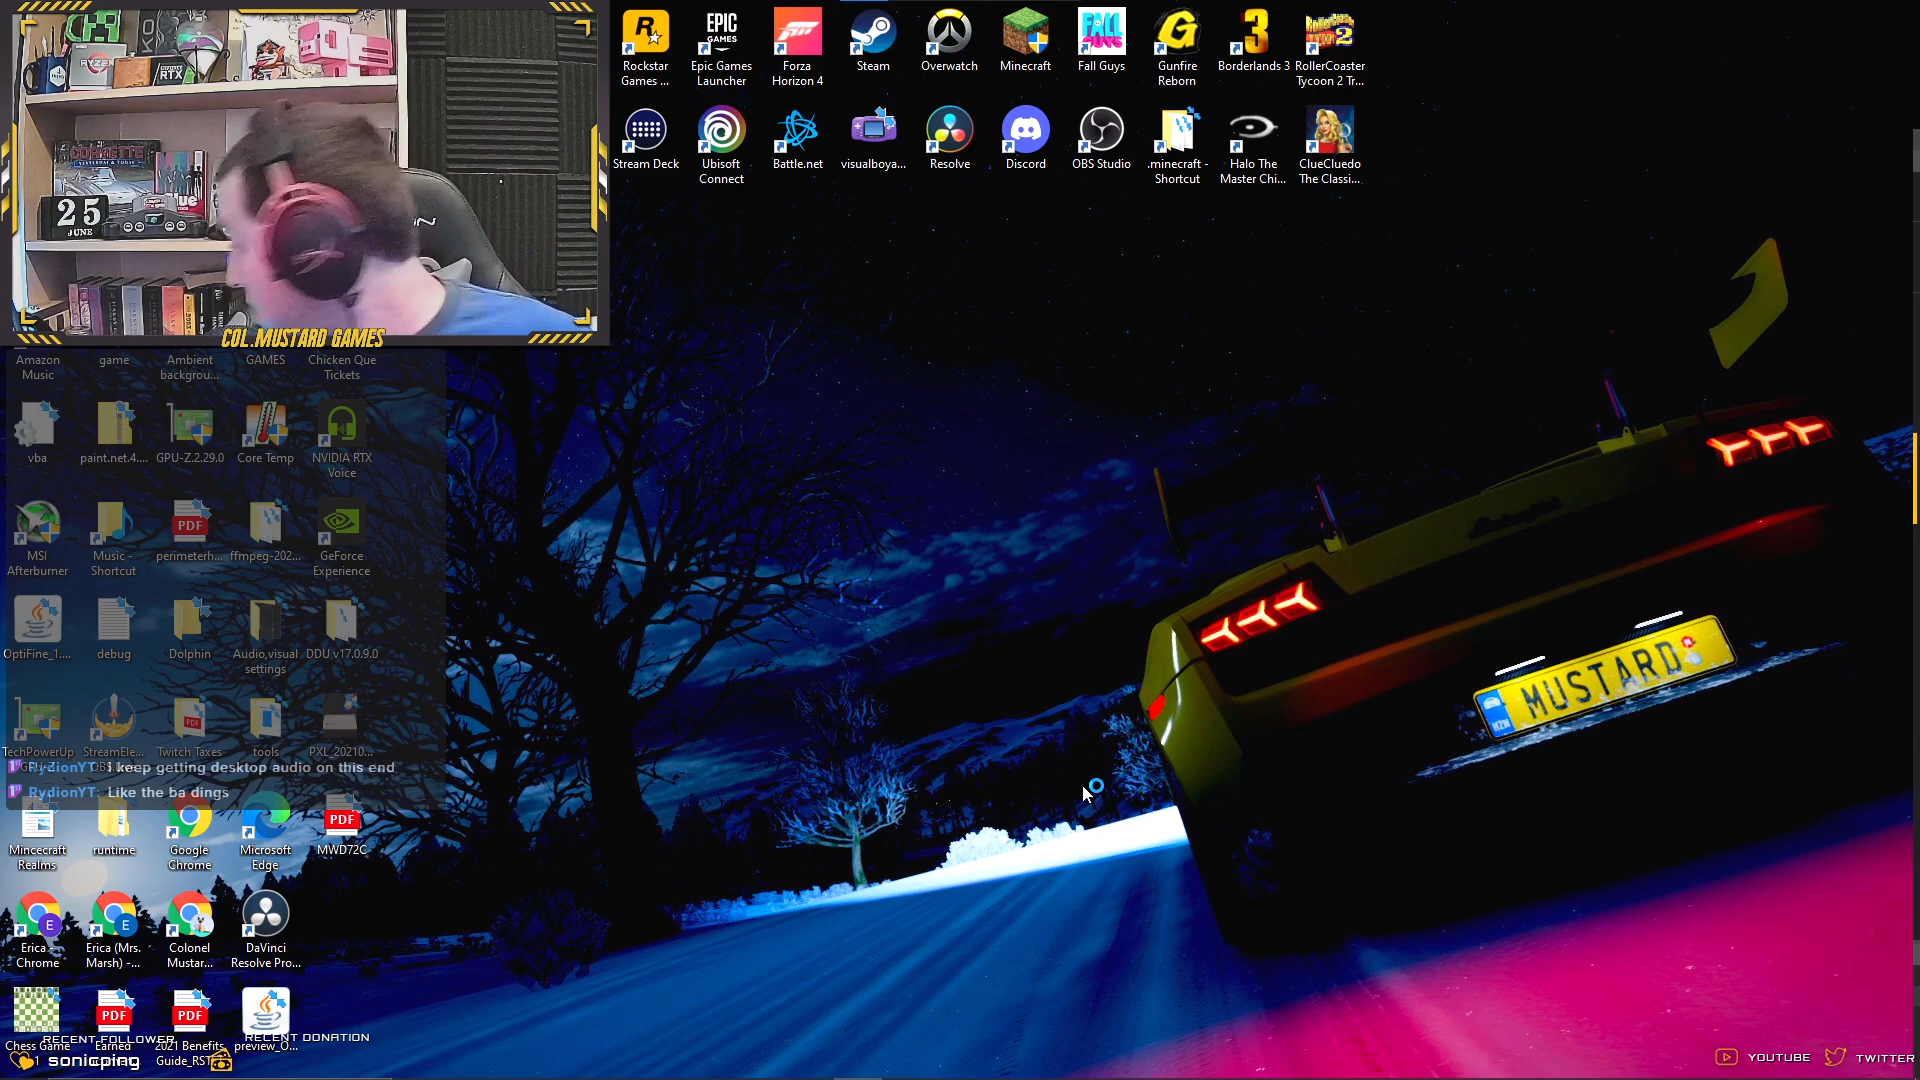 Rockstar Games ...
Epic Games Launcher
Forza Horizon 4
Steam
Overwatch
Minecraft
Fall Guys
Gunfire Reborn
Borderlands 3
RollerCoaster Tycoon 2 Tr...
Stream Deck
Ubisoft Connect
Battle.net
visualboya...
Resolve
Discord
OBS Studio
.minecraft - Shortcut
Halo The Master Chi...
ClueCluedo The Classi...
EPIC
GAMES
FALL GUYS
3
RYZEN
RTX
CORVETTE
25
JUNE
COL.MUSTARD GAMES
Amazon Music
game
Ambient backgrou...
GAMES
Chicken Que Tickets
vba
paint.net.4....
GPU-Z.2.29.0
Core Temp
NVIDIA RTX Voice
MSI Afterburner
Music - Shortcut
PDF
perimeterh...
ffmpeg-202...
GeForce Experience
OptiFine_1....
debug
Dolphin
Audio,visual settings
DDU v17.0.9.0
TechPowerUp
StreamEle...
PDF
Twitch Taxes
tools
PXL_20210...
RydionYT: I keep getting desktop audio on this end
RydionYT: Like the ba dings
Mincecraft Realms
runtime
Google Chrome
Microsoft Edge
PDF
MWD72C
Erica - Chrome
Erica (Mrs. Marsh) -...
Colonel Mustar...
DaVinci Resolve Pro...
Chess Game 1
PDF
Earned
PDF
2021 Benefits Guide_RST
preview_O...
RECENT FOLLOWER
sonicping
RECENT DONATION
MUSTARD
YOUTUBE
TWITTER